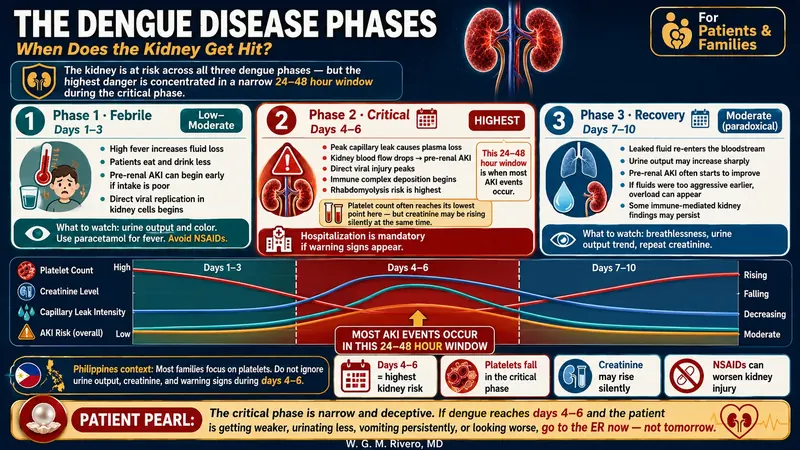 THE DENGUE DISEASE PHASES
When Does the Kidney Get Hit?
For
Patients &
Families
The kidney is at risk across all three dengue phases — but the
highest danger is concentrated in a narrow 24–48 hour window
during the critical phase.
1
Phase 1 · Febrile
Days 1–3
Low–
Moderate
• High fever increases fluid loss
• Patients eat and drink less
• Pre-renal AKI can begin early
if intake is poor
• Direct viral replication in
kidney cells begins
What to watch: urine output and color.
Use paracetamol for fever. Avoid NSAIDs.
2
Phase 2 · Critical
Days 4–6
HIGHEST
• Peak capillary leak causes plasma loss
• Kidney blood flow drops → pre-renal AKI
• Direct viral injury peaks
• Immune complex deposition begins
• Rhabdomyolysis risk is highest
This 24–48
hour window
is when most
AKI events
occur.
Platelet count often reaches its lowest
point here — but creatinine may be rising
silently at the same time.
Hospitalization is mandatory
if warning signs appear.
3
Phase 3 · Recovery
Days 7–10
Moderate
(paradoxical)
• Leaked fluid re-enters the bloodstream
• Urine output may increase sharply
• Pre-renal AKI often starts to improve
• If fluids were too aggressive earlier,
overload can appear
• Some immune-mediated kidney
findings may persist
What to watch: breathlessness, urine
output trend, repeat creatinine.
Platelet Count
Creatinine Level
Capillary Leak Intensity
AKI Risk (overall)
High
Low
Days 1–3
Days 4–6
Days 7–10
Rising
Falling
Decreasing
Moderate
MOST AKI EVENTS OCCUR
IN THIS 24–48 HOUR WINDOW
Philippines context: Most families focus on platelets. Do not ignore
urine output, creatinine, and warning signs during days 4–6.
Days 4–6
= highest
kidney risk
Platelets fall
in the critical
phase
Creatinine
may rise
silently
NSAIDs can
worsen kidney
injury
PATIENT PEARL:
The critical phase is narrow and deceptive. If dengue reaches days 4–6 and the patient
is getting weaker, urinating less, vomiting persistently, or looking worse, go to the ER now — not tomorrow.
W. G. M. Rivero, MD